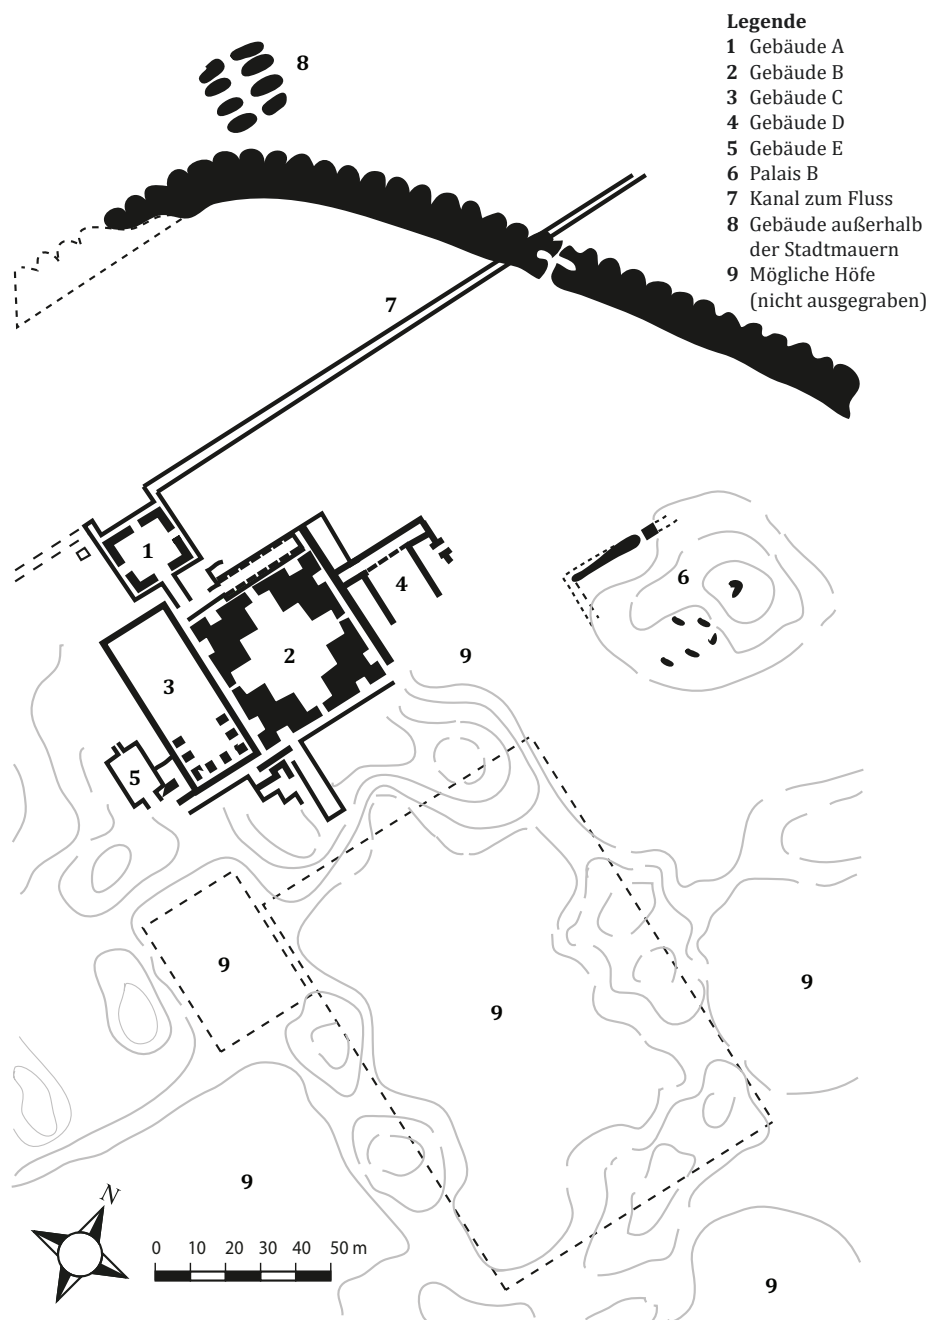 Legende
1 Gebäude A
2 Gebäude B
3 Gebäude C
4 Gebäude D
5 Gebäude E
6 Palais B
7 Kanal zum Fluss
8 Gebäude außerhalb
der Stadtmauern
9 Mögliche Höfe
(nicht ausgegraben)
8
7
1
2
3
4
5
6
9
9
9
9
9
9
N
0 10 20 30 40 50 m